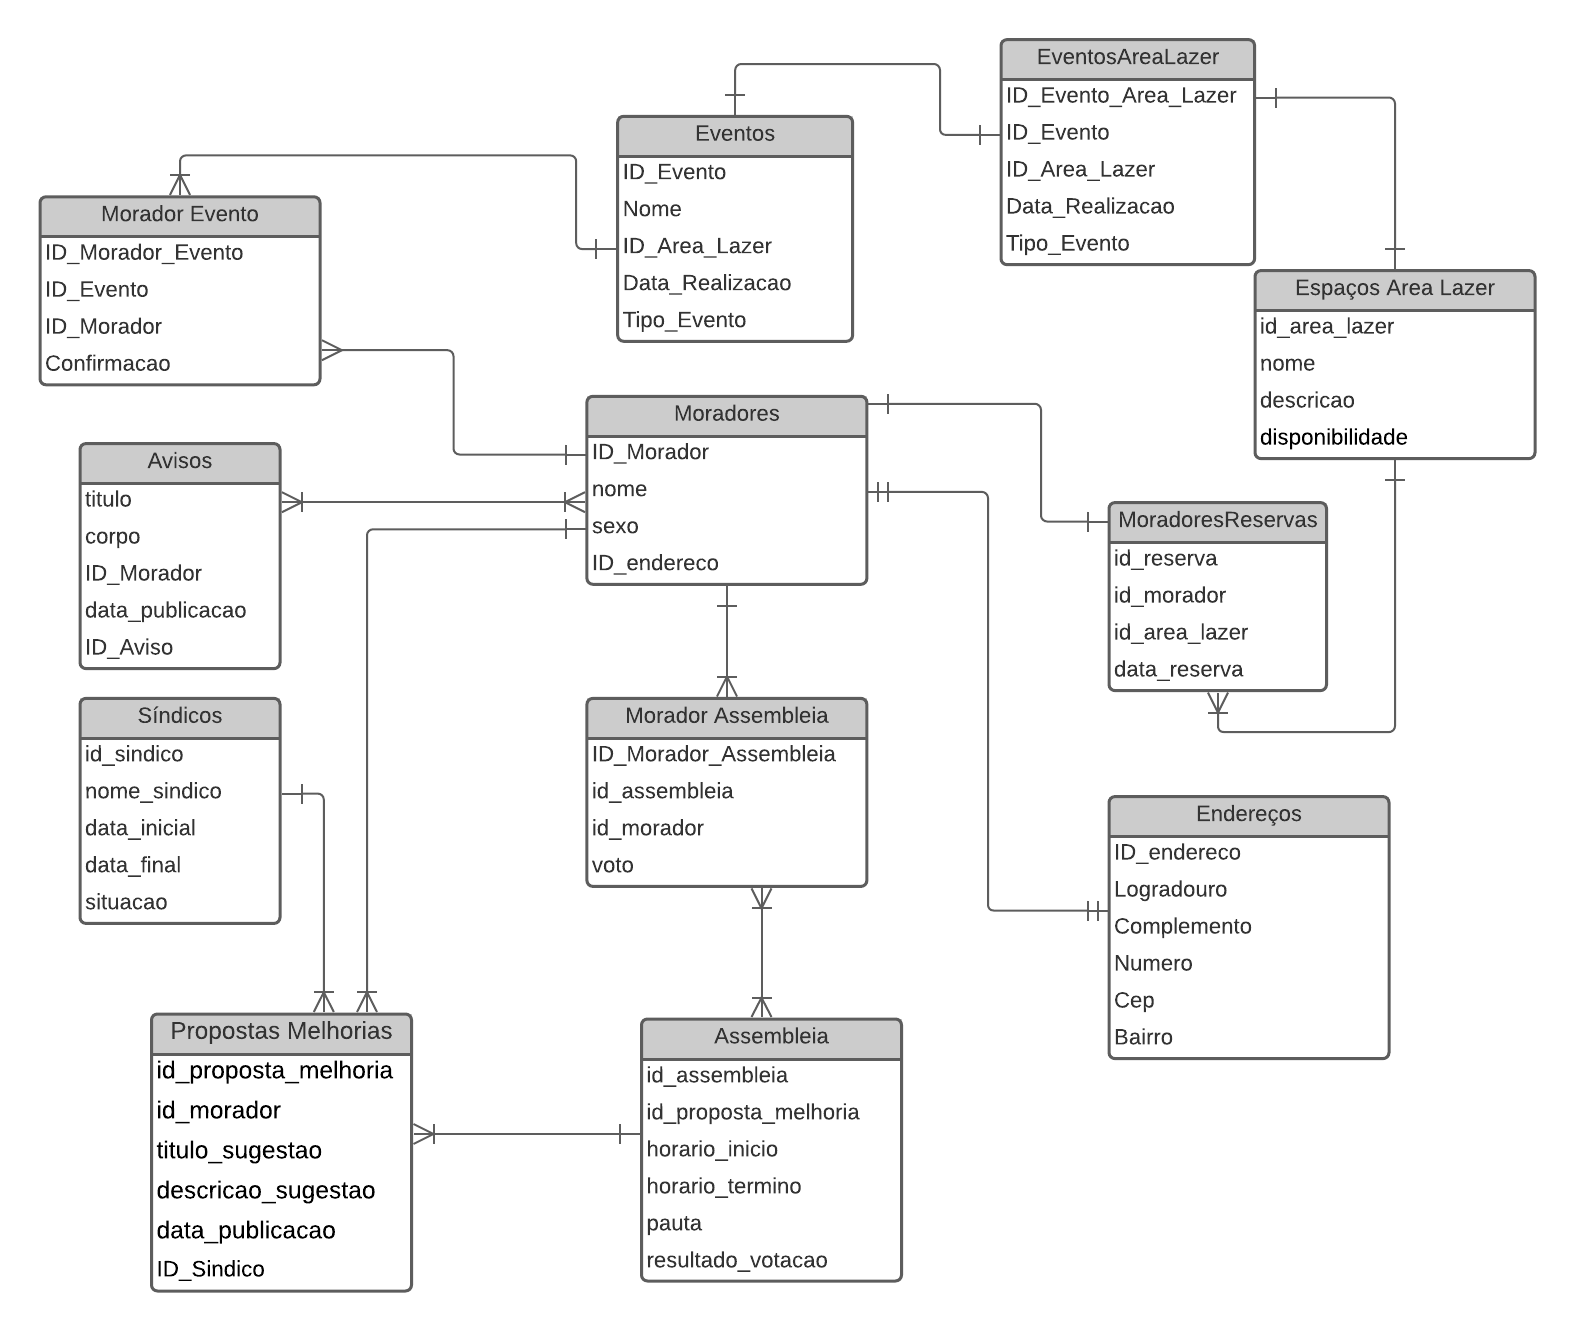 EventosAreaLazer
ID_Evento_Area_Lazer
ID_Evento
ID_Area_Lazer
Data_Realizacao
Tipo_Evento
Eventos
ID_Evento
Nome
ID_Area_Lazer
Data_Realizacao
Tipo_Evento
Morador Evento
ID_Morador_Evento
ID_Evento
ID_Morador
Confirmacao
Espaços Area Lazer
id_area_lazer
nome
descricao
disponibilidade
Moradores
ID_Morador
nome
sexo
ID_endereco
Avisos
titulo
corpo
ID_Morador
data_publicacao
ID_Aviso
MoradoresReservas
id_reserva
id_morador
id_area_lazer
data_reserva
Síndicos
id_sindico
nome_sindico
data_inicial
data_final
situacao
Morador Assembleia
ID_Morador_Assembleia
id_assembleia
id_morador
voto
Endereços
ID_endereco
Logradouro
Complemento
Numero
Cep
Bairro
Propostas Melhorias
id_proposta_melhoria
id_morador
titulo_sugestao
descricao_sugestao
data_publicacao
ID_Sindico
Assembleia
id_assembleia
id_proposta_melhoria
horario_inicio
horario_termino
pauta
resultado_votacao